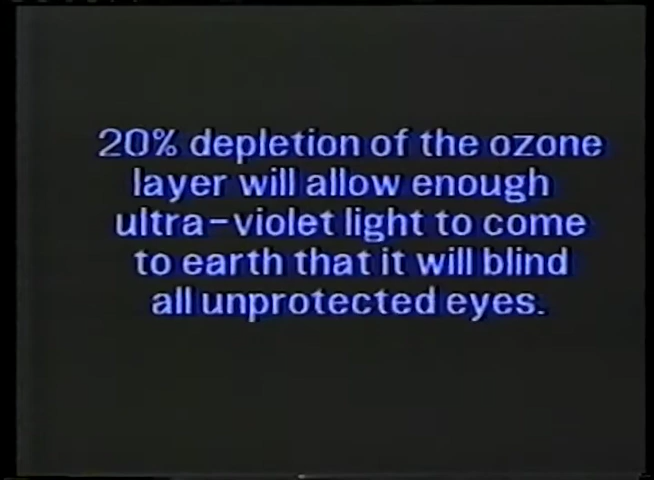 20% depletion of the ozone
layer will allow enough
ultra-violet light to come
to earth that it will blind
all unprotected eyes.